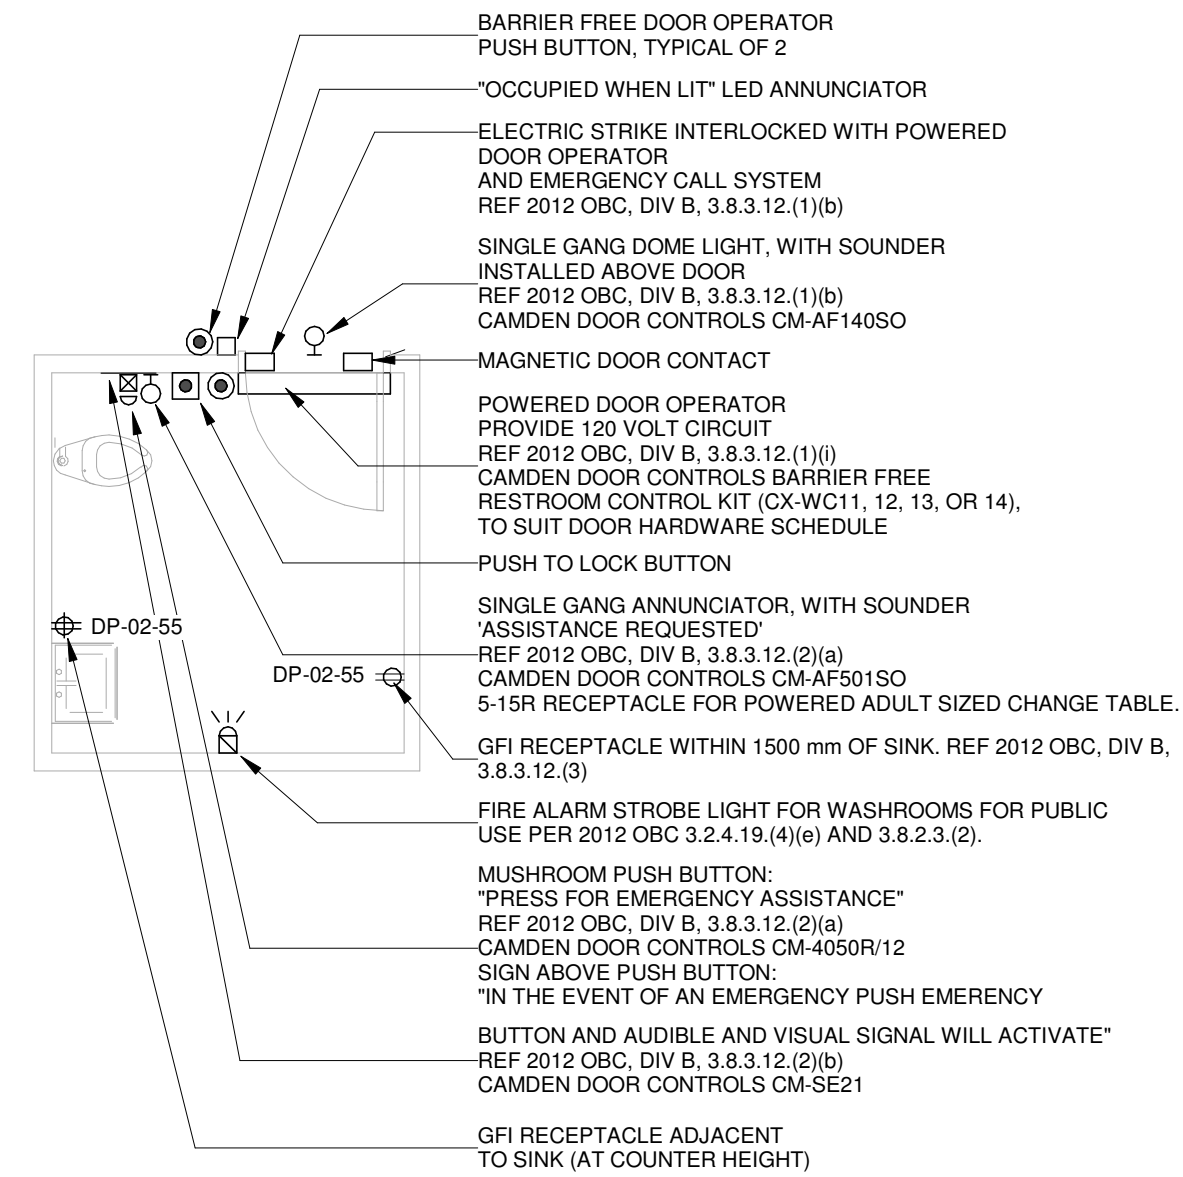 BARRIER FREE DOOR OPERATOR
PUSH BUTTON, TYPICAL OF 2
"OCCUPIED WHEN LIT" LED ANNUNCIATOR
ELECTRIC STRIKE INTERLOCKED WITH POWERED
DOOR OPERATOR
AND EMERGENCY CALL SYSTEM
REF 2012 OBC, DIV B, 3.8.3.12.(1)(b)
SINGLE GANG DOME LIGHT, WITH SOUNDER
INSTALLED ABOVE DOOR
REF 2012 OBC, DIV B, 3.8.3.12.(1)(b)
CAMDEN DOOR CONTROLS CM-AF140SO
MAGNETIC DOOR CONTACT
POWERED DOOR OPERATOR
PROVIDE 120 VOLT CIRCUIT
REF 2012 OBC, DIV B, 3.8.3.12.(1)(i)
CAMDEN DOOR CONTROLS BARRIER FREE
RESTROOM CONTROL KIT (CX-WC11, 12, 13, OR 14),
TO SUIT DOOR HARDWARE SCHEDULE
PUSH TO LOCK BUTTON
SINGLE GANG ANNUNCIATOR, WITH SOUNDER
'ASSISTANCE REQUESTED'
REF 2012 OBC, DIV B, 3.8.3.12.(2)(a)
CAMDEN DOOR CONTROLS CM-AF501SO
5-15R RECEPTACLE FOR POWERED ADULT SIZED CHANGE TABLE.
GFI RECEPTACLE WITHIN 1500 mm OF SINK. REF 2012 OBC, DIV B,
3.8.3.12.(3)
FIRE ALARM STROBE LIGHT FOR WASHROOMS FOR PUBLIC
USE PER 2012 OBC 3.2.4.19.(4)(e) AND 3.8.2.3.(2).
MUSHROOM PUSH BUTTON:
"PRESS FOR EMERGENCY ASSISTANCE"
REF 2012 OBC, DIV B, 3.8.3.12.(2)(a)
CAMDEN DOOR CONTROLS CM-4050R/12
SIGN ABOVE PUSH BUTTON:
"IN THE EVENT OF AN EMERGENCY PUSH EMERENCY
BUTTON AND AUDIBLE AND VISUAL SIGNAL WILL ACTIVATE"
REF 2012 OBC, DIV B, 3.8.3.12.(2)(b)
CAMDEN DOOR CONTROLS CM-SE21
GFI RECEPTACLE ADJACENT
TO SINK (AT COUNTER HEIGHT)
DP-02-55
DP-02-55